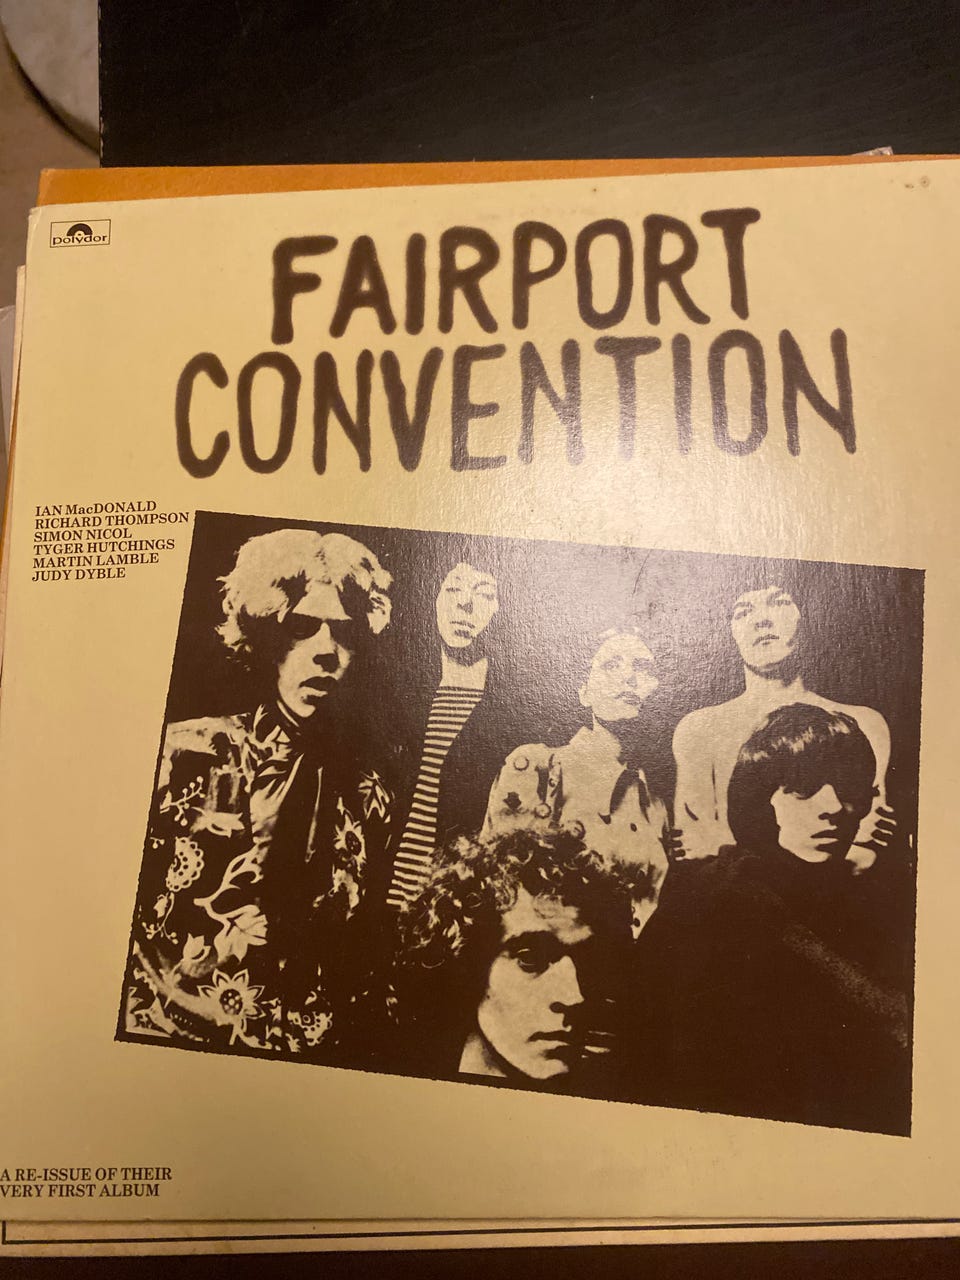 polydor
FAIRPORT
CONVENTION
IAN MacDONALD
RICHARD THOMPSON
SIMON NICOL
TYGER HUTCHINGS
MARTIN LAMBLE
JUDY DYBLE
A RE-ISSUE OF THEIR
VERY FIRST ALBUM